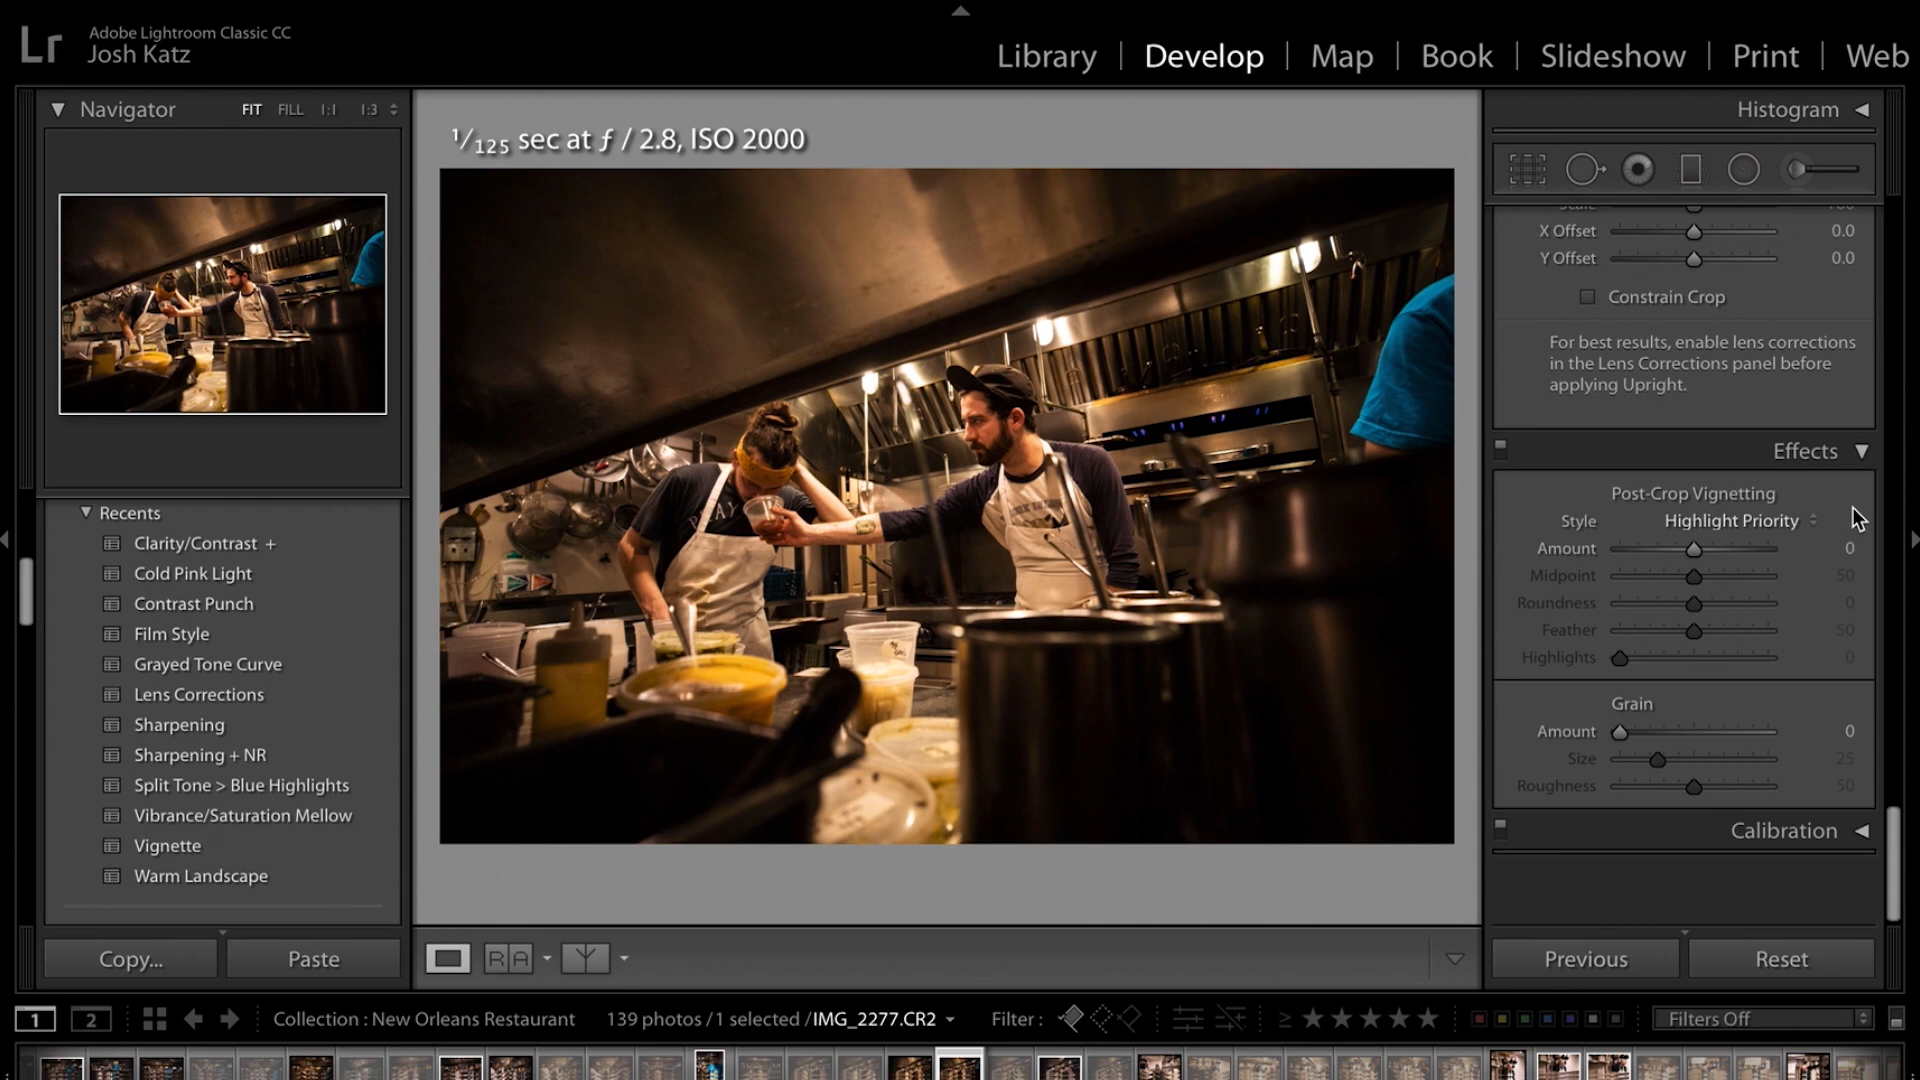 Lr
Adobe Lightroom Classic CC
Josh Katz
Library | Develop | Map | Book | Slideshow | Print | Web
Navigator FIT FILL 1:1 1:3
Recents
Clarity/Contrast +
Cold Pink Light
Contrast Punch
Film Style
Grayed Tone Curve
Lens Corrections
Sharpening
Sharpening + NR
Split Tone > Blue Highlights
Vibrance/Saturation Mellow
Vignette
Warm Landscape
Copy... Paste
1/125 sec at ƒ / 2.8, ISO 2000
R A
Y
Histogram
X Offset 0.0
Y Offset 0.0
Constrain Crop
For best results, enable lens corrections
in the Lens Corrections panel before
applying Upright.
Effects
Post-Crop Vignetting
Style Highlight Priority
Amount 0
Midpoint 50
Roundness 0
Feather 50
Highlights 0
Grain
Amount 0
Size 25
Roughness 50
Calibration
Previous Reset
1 2 Collection : New Orleans Restaurant 139 photos / 1 selected / IMG_2277.CR2 Filter : ≥ ★★★★★ Filters Off